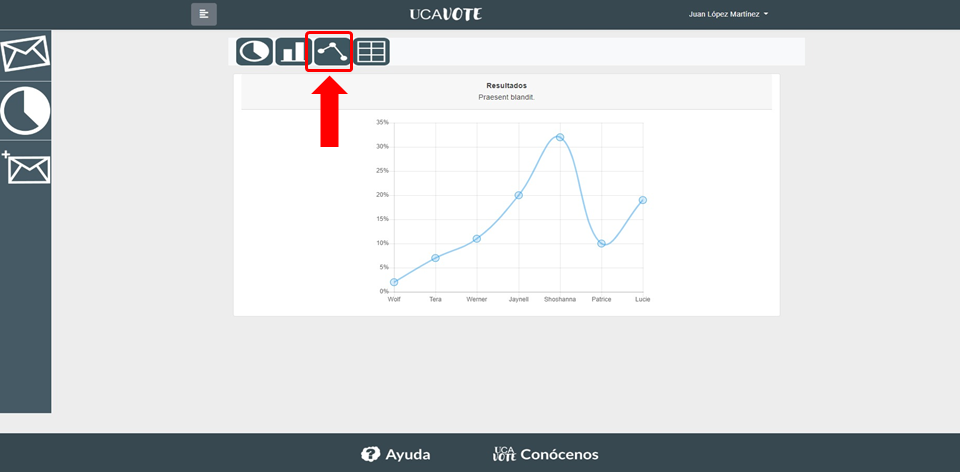 UCAVOTE
Juan López Martínez
Resultados
Praesent blandit.
35%
30%
25%
20%
15%
10%
5%
0%
Wolf Tera Werner Jaynell Shoshanna Patrice Lucie
? Ayuda
UCA
VOTE Conócenos